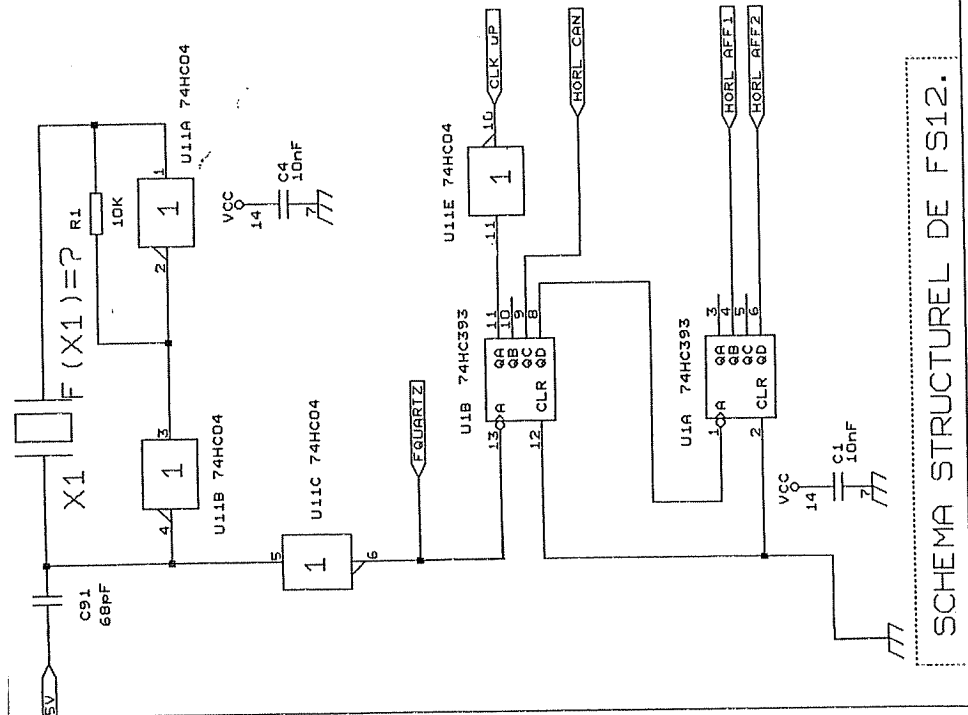 5V
C91
68pF
X1
F(X1)=?
R1
10K
4
1
3
2
1
1
U11B 74HC04
U11A 74HC04
VCC
14
C4
10nF
7
5
1
6
U11C 74HC04
FQUARTZ
U1B 74HC393
13
A
12
CLR
QA
QB
QC
QD
11
10
9
8
U11E 74HC04
11
1
10
CLK uP
HORL CAN
U1A 74HC393
1
A
2
CLR
QA
QB
QC
QD
3
4
5
6
HORL AFF1
HORL AFF2
VCC
14
C1
10nF
7
SCHEMA STRUCTUREL DE FS12.